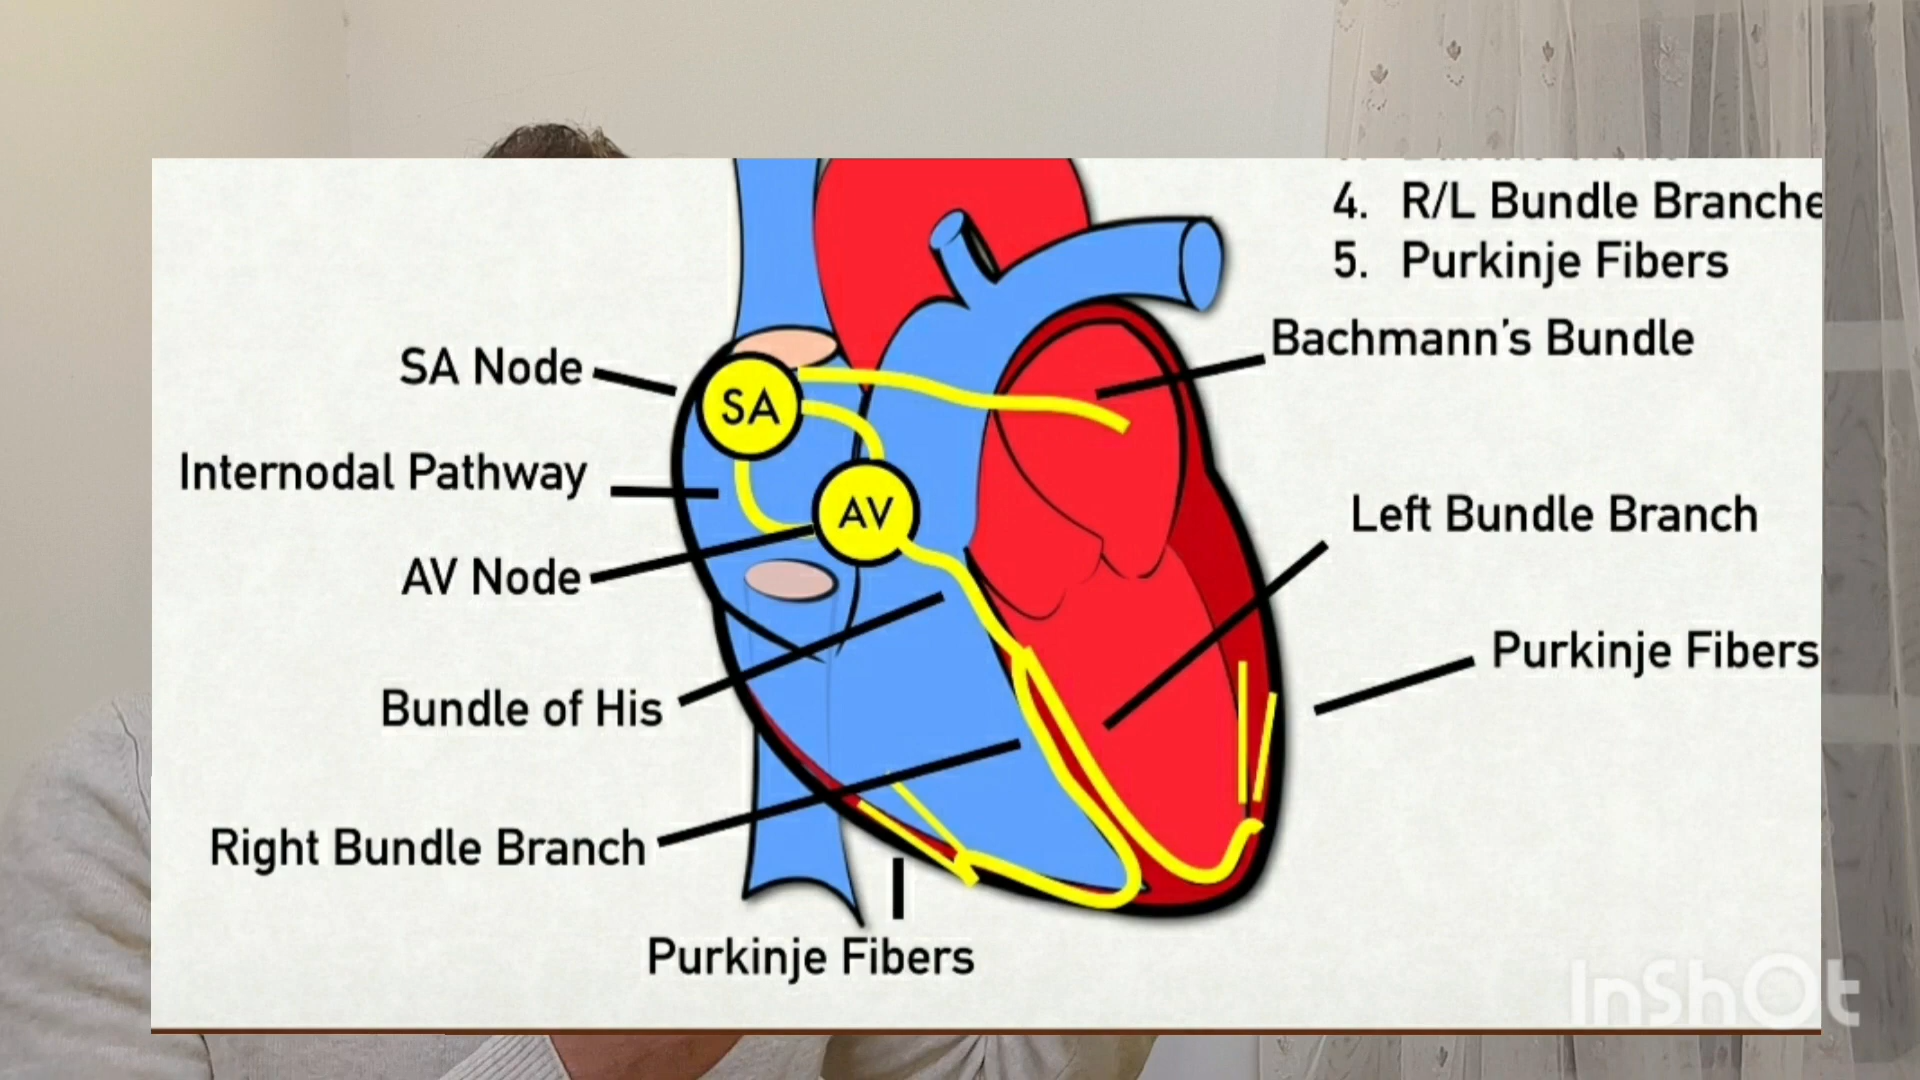 4. R/L Bundle Branche
5. Purkinje Fibers
Bachmann's Bundle
SA Node
SA
Internodal Pathway
AV
Left Bundle Branch
AV Node
Purkinje Fibers
Bundle of His
Right Bundle Branch
Purkinje Fibers
InShOt